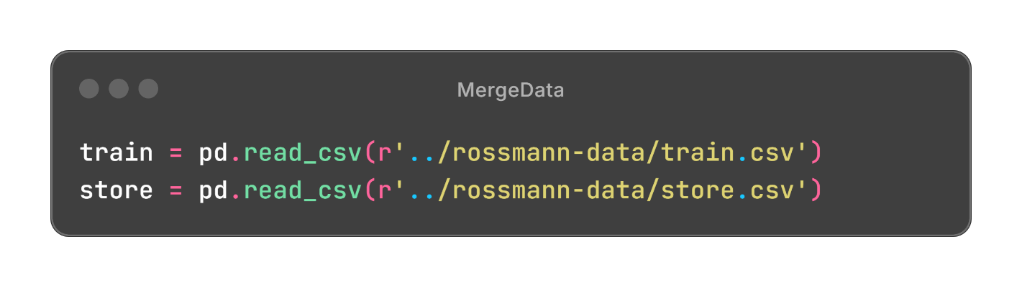 MergeData
train = pd.read_csv(r'../rossmann-data/train.csv')
store = pd.read_csv(r'../rossmann-data/store.csv')